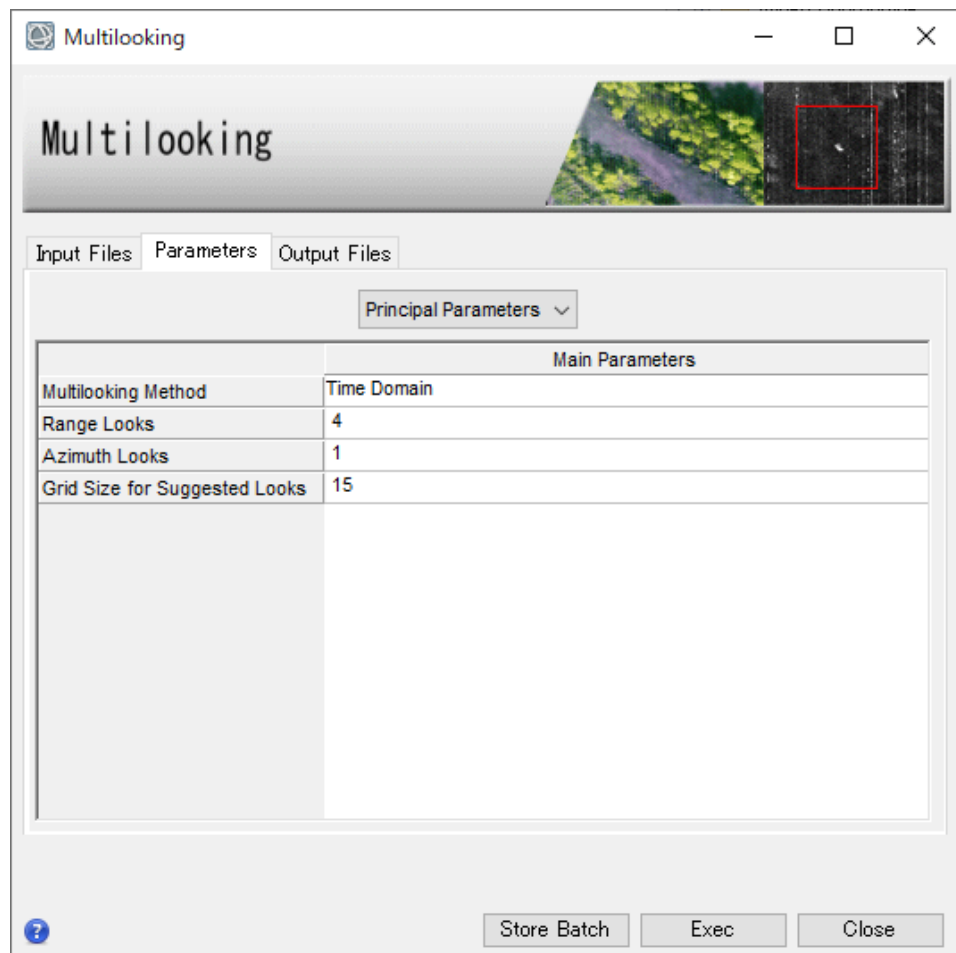 Multilooking
Multilooking
Input Files Parameters Output Files
Principal Parameters
Main Parameters
Multilooking Method Time Domain
Range Looks 4
Azimuth Looks 1
Grid Size for Suggested Looks 15
? Store Batch Exec Close